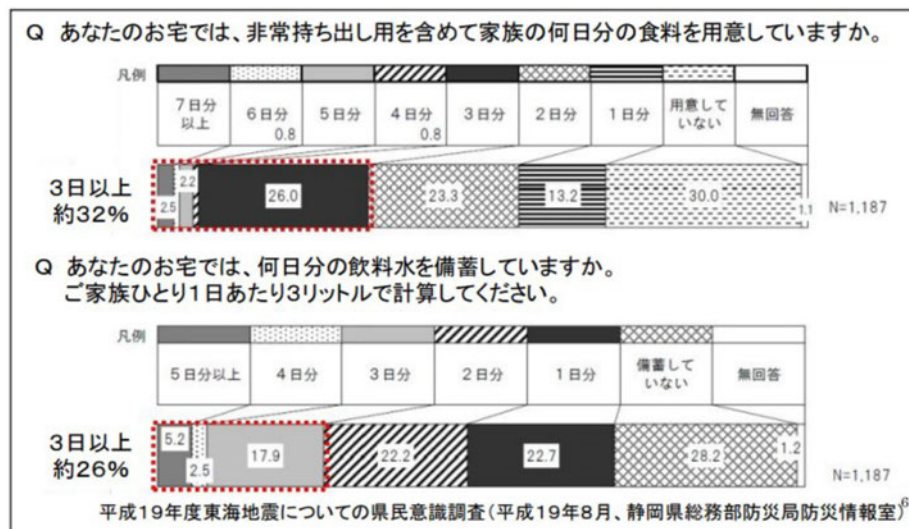 Q あなたのお宅では、非常持ち出し用を含めて家族の何日分の食料を用意していますか。
凡例
7日分以上 6日分 5日分 4日分 3日分 2日分 1日分 用意していない 無回答
0.8 0.8
3日以上
約32%
2.5 2.2 26.0 23.3 13.2 30.0 1.1 N=1,187
Q あなたのお宅では、何日分の飲料水を備蓄していますか。
ご家族ひとり1日あたり3リットルで計算してください。
凡例
5日分以上 4日分 3日分 2日分 1日分 備蓄していない 無回答
3日以上
約26%
5.2 2.5 17.9 22.2 22.7 28.2 1.2 N=1,187
平成19年度東海地震についての県民意識調査(平成19年8月、静岡県総務部防災局防災情報室)6